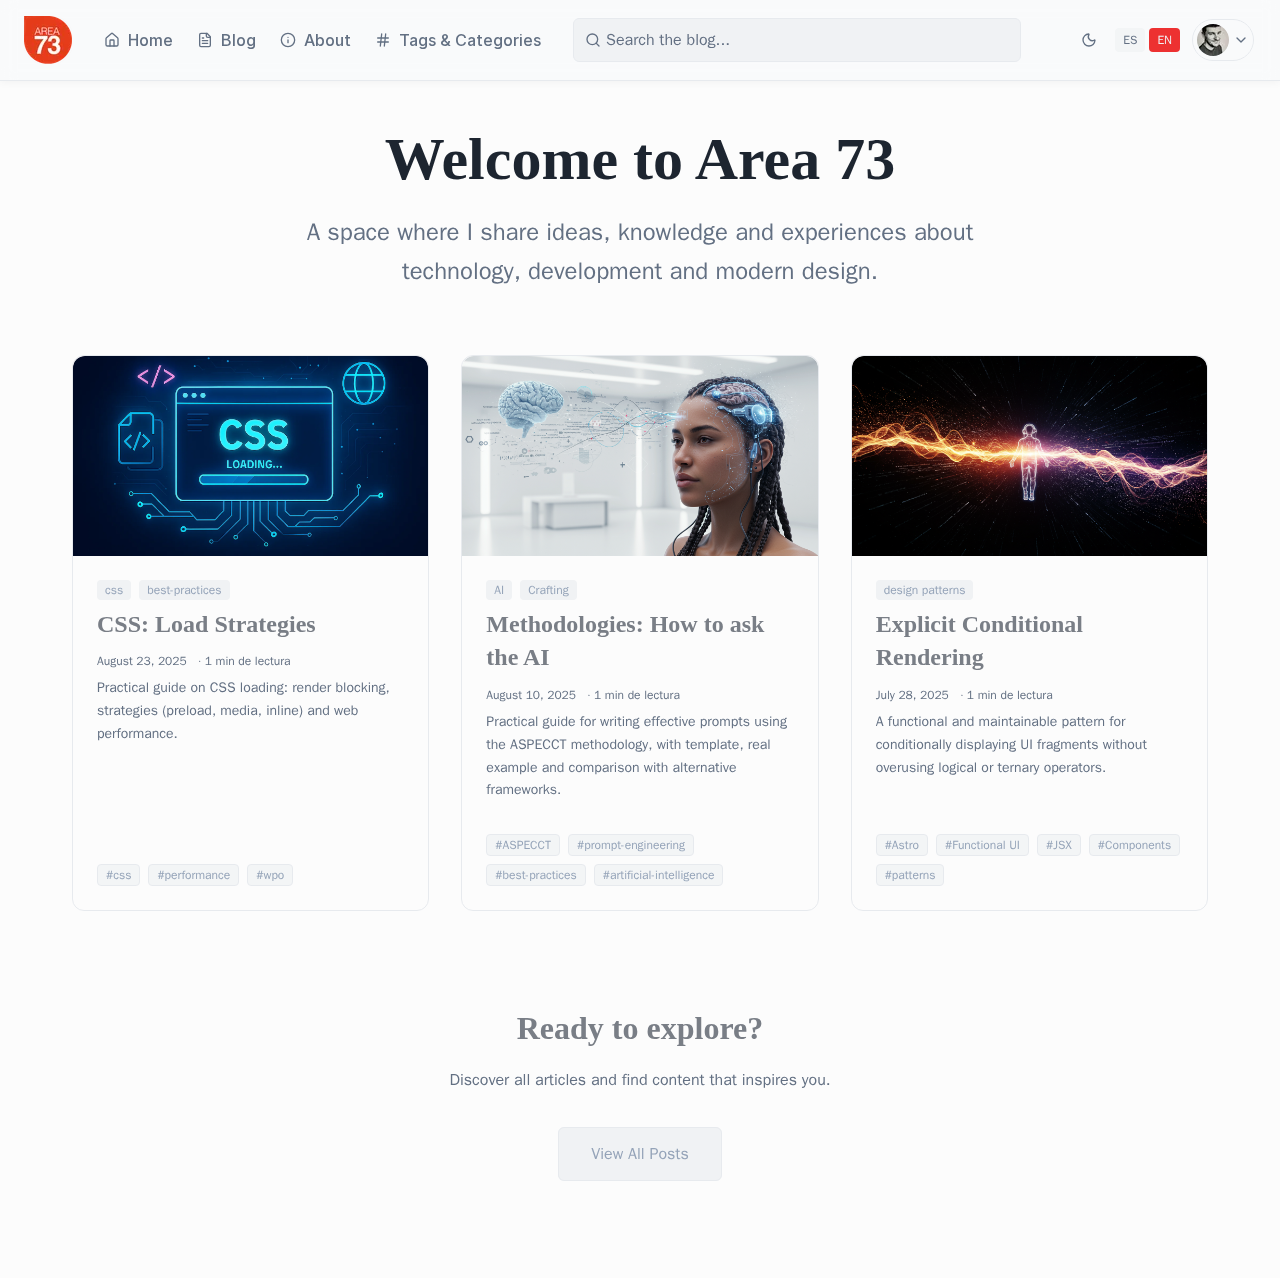 AREA
73
Home
Blog
About
Tags & Categories
Search the blog...
ES
EN
Welcome to Area 73
A space where I share ideas, knowledge and experiences about
technology, development and modern design.
</>
</>
CSS
LOADING...
css
best-practices
CSS: Load Strategies
August 23, 2025 · 1 min de lectura
Practical guide on CSS loading: render blocking,
strategies (preload, media, inline) and web
performance.
#css
#performance
#wpo
AI
Crafting
Methodologies: How to ask
the AI
August 10, 2025 · 1 min de lectura
Practical guide for writing effective prompts using
the ASPECCT methodology, with template, real
example and comparison with alternative
frameworks.
#ASPECCT
#prompt-engineering
#best-practices
#artificial-intelligence
design patterns
Explicit Conditional
Rendering
July 28, 2025 · 1 min de lectura
A functional and maintainable pattern for
conditionally displaying UI fragments without
overusing logical or ternary operators.
#Astro
#Functional UI
#JSX
#Components
#patterns
Ready to explore?
Discover all articles and find content that inspires you.
View All Posts